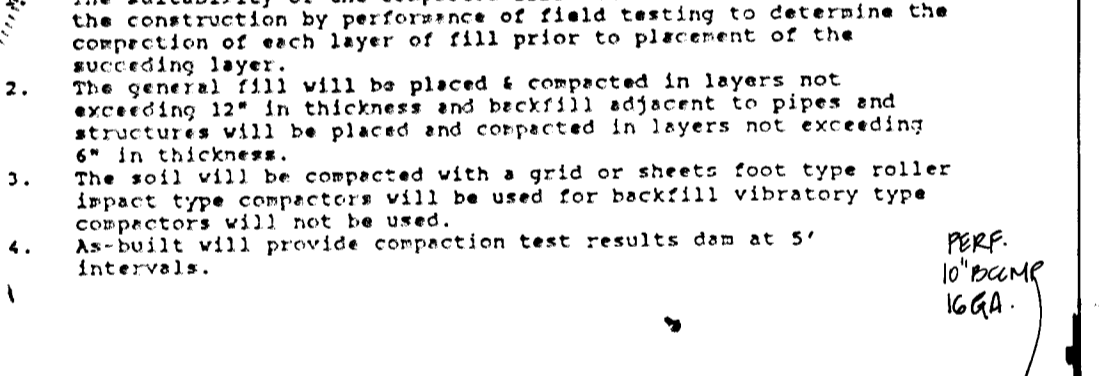 the construction by performance of field testing to determine the
compaction of each layer of fill prior to placement of the
succeding layer.
2. The general fill will be placed & compacted in layers not
exceeding 12" in thickness and backfill adjacent to pipes and
structures will be placed and compacted in layers not exceeding
6" in thickness.
3. The soil will be compacted with a grid or sheets foot type roller
impact type compactors will be used for backfill vibratory type
compactors will not be used.
4. As-built will provide compaction test results dam at 5'
intervals.
PERF.
10" BCCMP
16 GA.